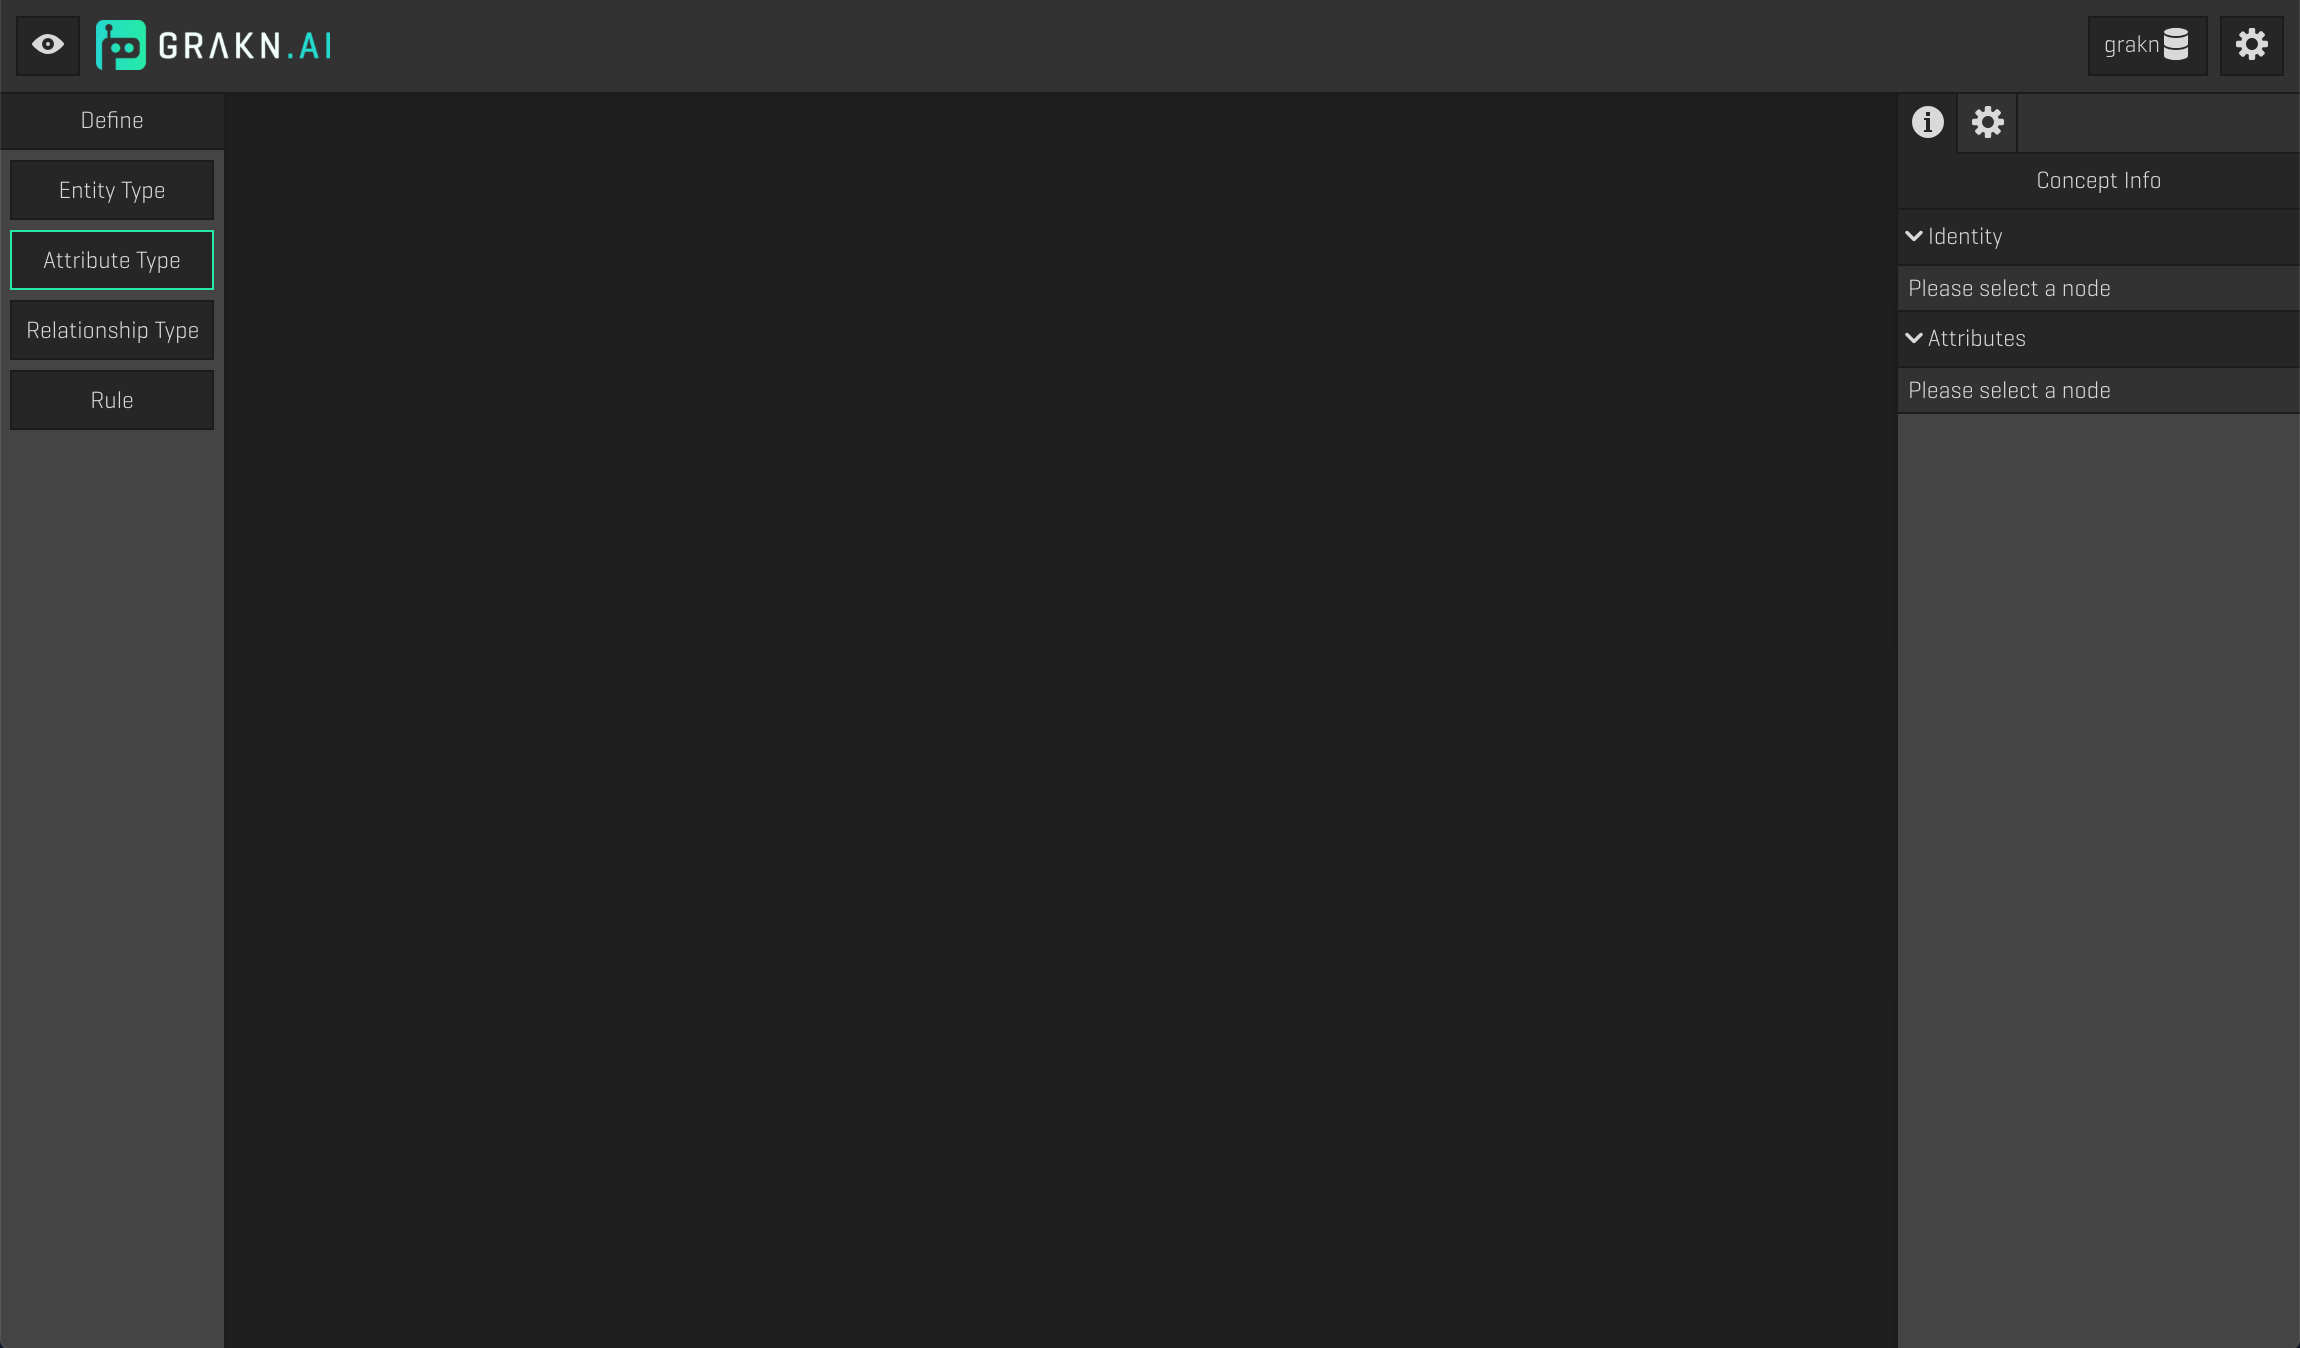 GRAKN.AI
grakn
Define
Entity Type
Attribute Type
Relationship Type
Rule
Concept Info
Identity
Please select a node
Attributes
Please select a node